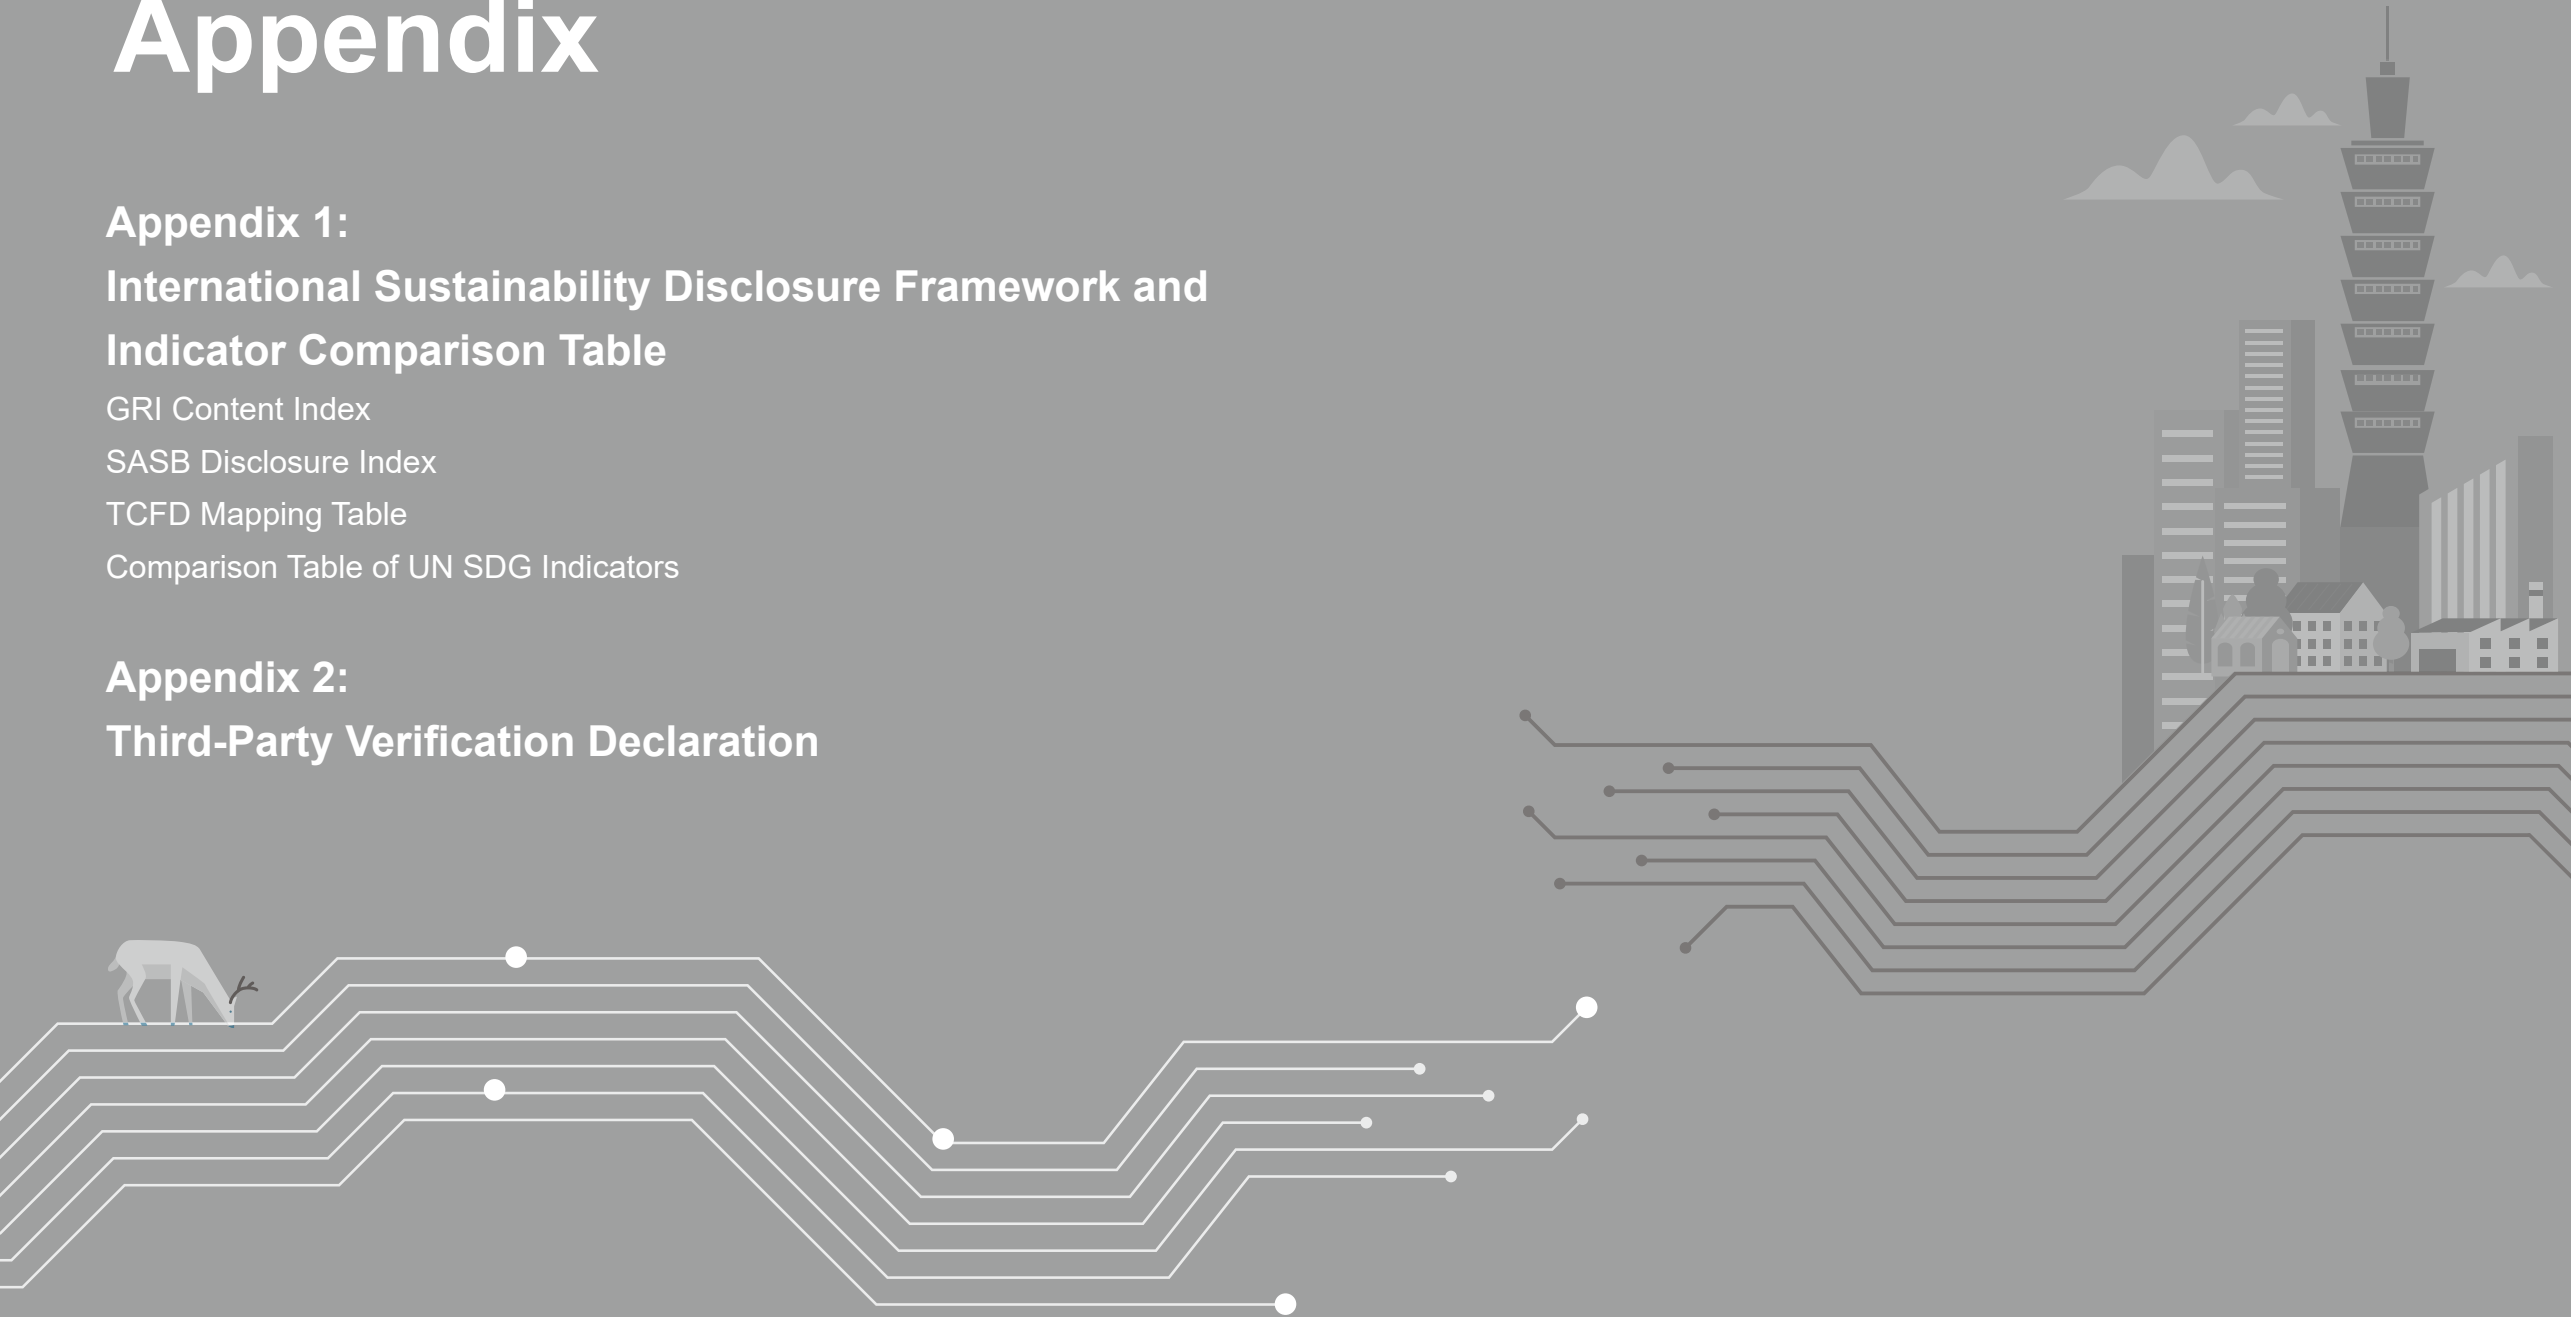 Appendix
Appendix 1:
International Sustainability Disclosure Framework and
Indicator Comparison Table
GRI Content Index
SASB Disclosure Index
TCFD Mapping Table
Comparison Table of UN SDG Indicators
Appendix 2:
Third-Party Verification Declaration